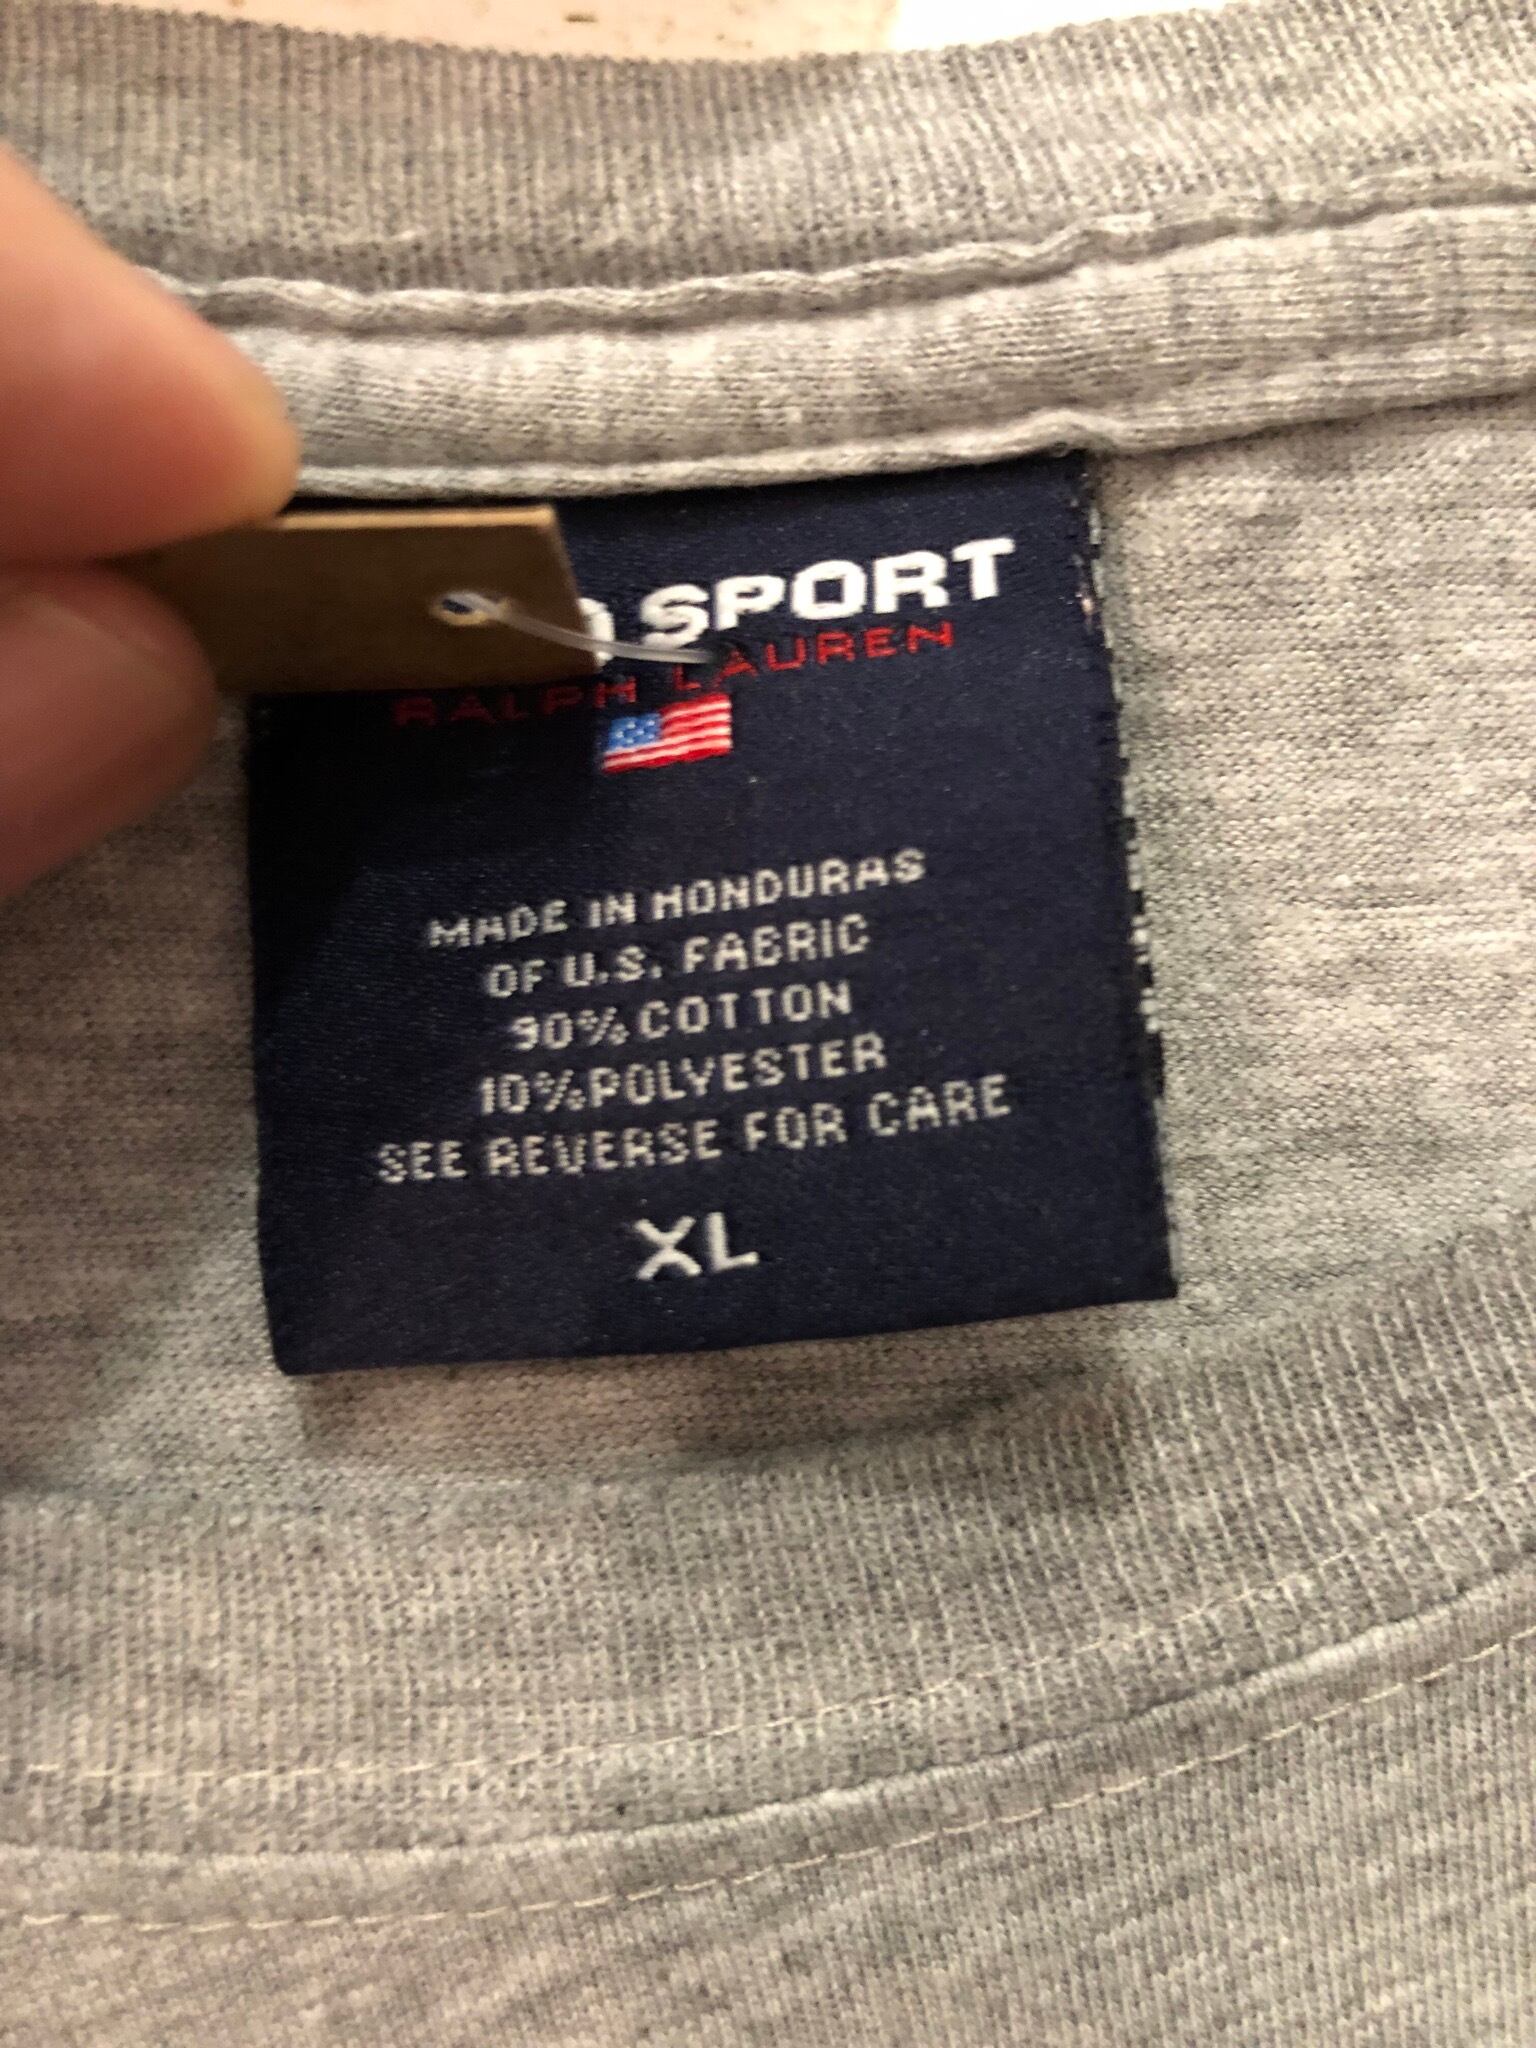 SPORT
RALPH LAUREN
MADE IN HONDURAS
OF U.S. FABRIC
90% COTTON
10% POLYESTER
SEE REVERSE FOR CARE
XL